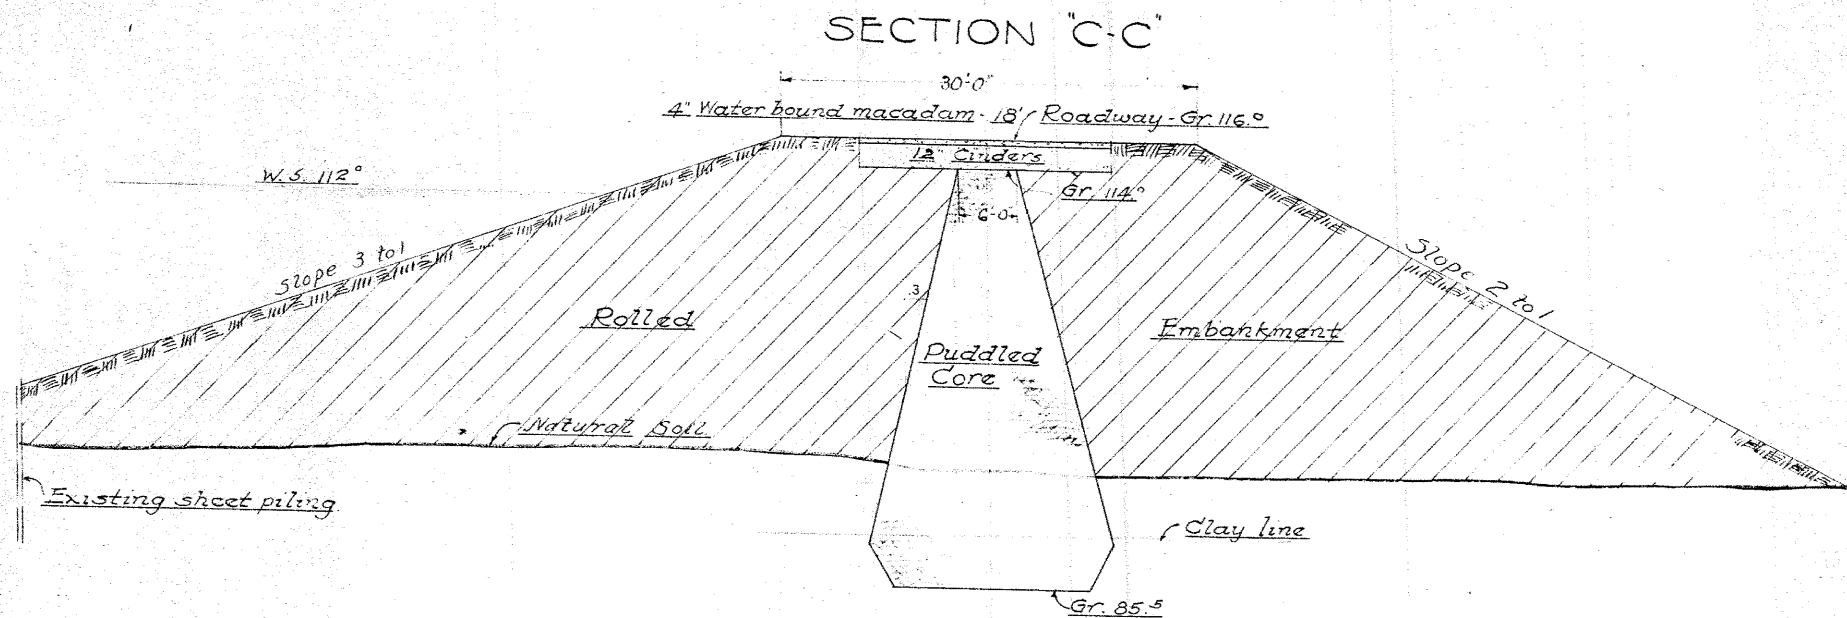 SECTION "C-C"
30'-0"
4" Water bound macadam - 18' Roadway - Gr. 116.0
12" Cinders
W.S. 112.0
Gr. 114.0
6'-0"
Slope 3 to 1
Slope 2 to 1
3
Rolled
Embankment
Puddled
Core
Natural Soil
Existing sheet piling
Clay line
Gr. 85.5